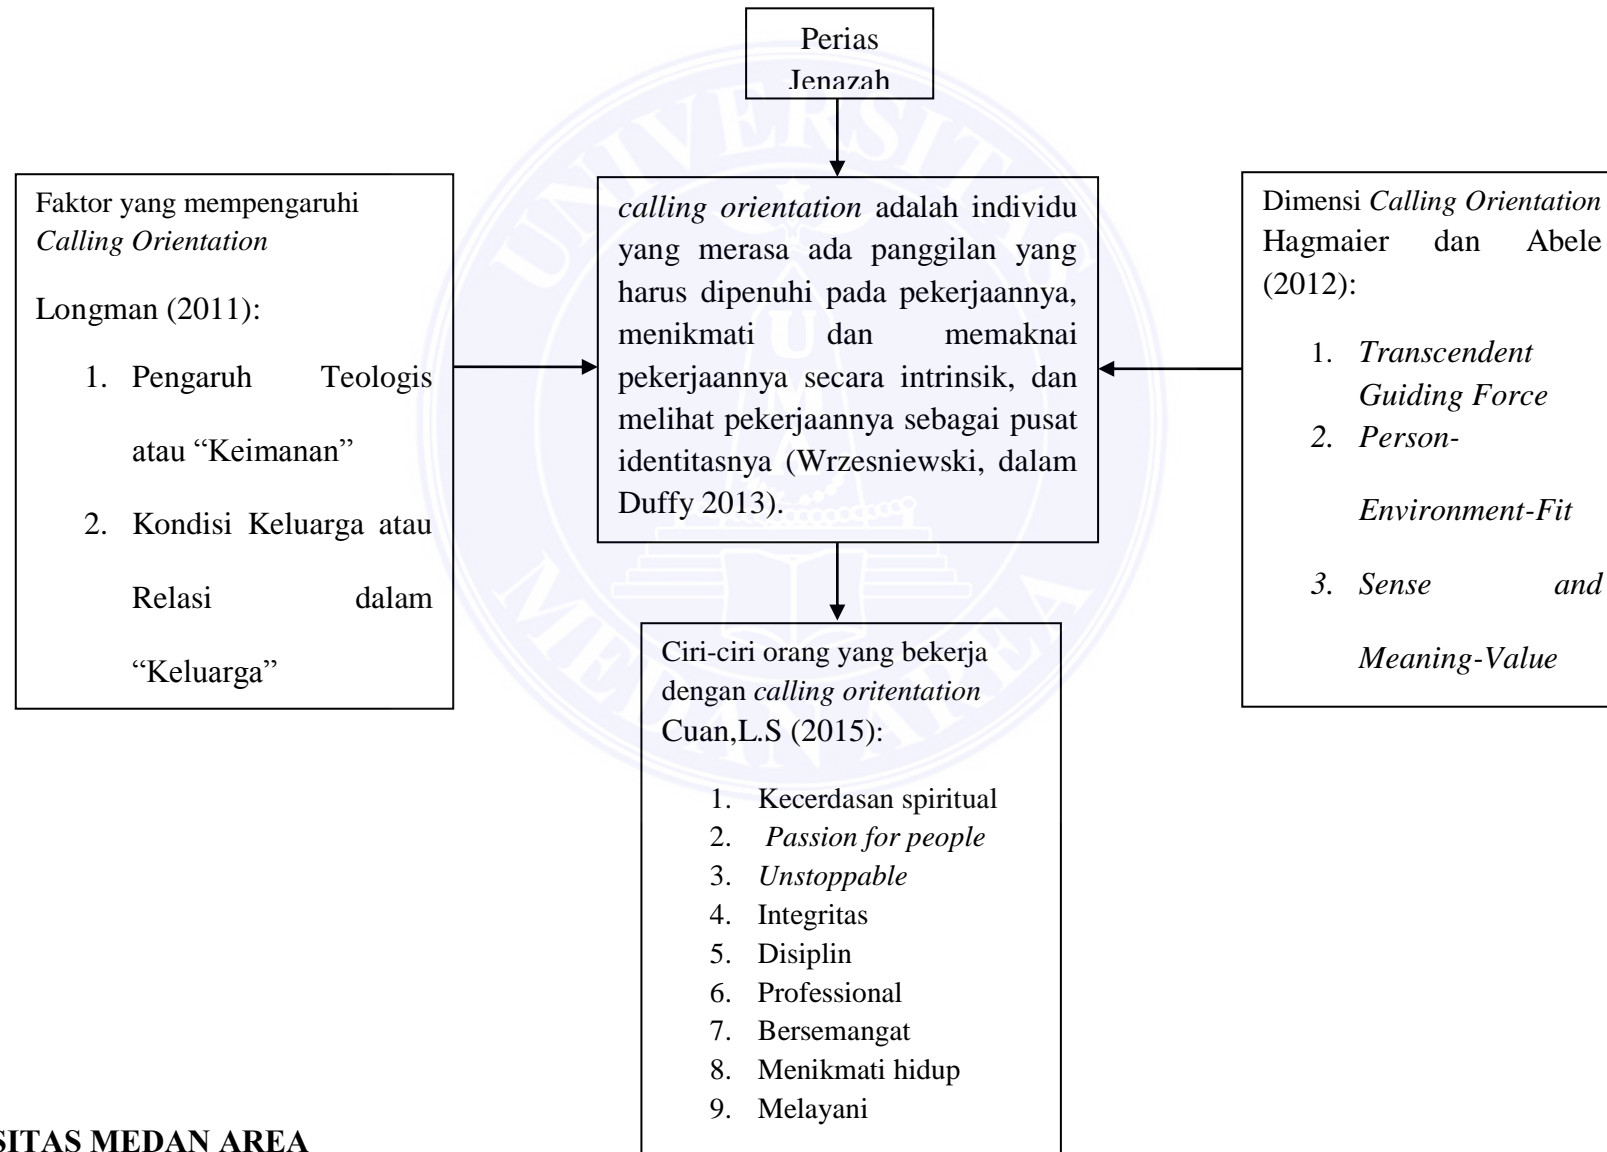 Perias
Jenazah
Faktor yang mempengaruhi
Calling Orientation
Longman (2011):
1. Pengaruh Teologis
atau “Keimanan”
2. Kondisi Keluarga atau
Relasi dalam
“Keluarga”
calling orientation adalah individu
yang merasa ada panggilan yang
harus dipenuhi pada pekerjaannya,
menikmati dan memaknai
pekerjaannya secara intrinsik, dan
melihat pekerjaannya sebagai pusat
identitasnya (Wrzesniewski, dalam
Duffy 2013).
Dimensi Calling Orientation
Hagmaier dan Abele
(2012):
1. Transcendent
Guiding Force
2. Person-
Environment-Fit
3. Sense and
Meaning-Value
Ciri-ciri orang yang bekerja
dengan calling oritentation
Cuan,L.S (2015):
1. Kecerdasan spiritual
2. Passion for people
3. Unstoppable
4. Integritas
5. Disiplin
6. Professional
7. Bersemangat
8. Menikmati hidup
9. Melayani
UNIVERSITAS
MEDAN AREA
UMA
SITAS MEDAN AREA